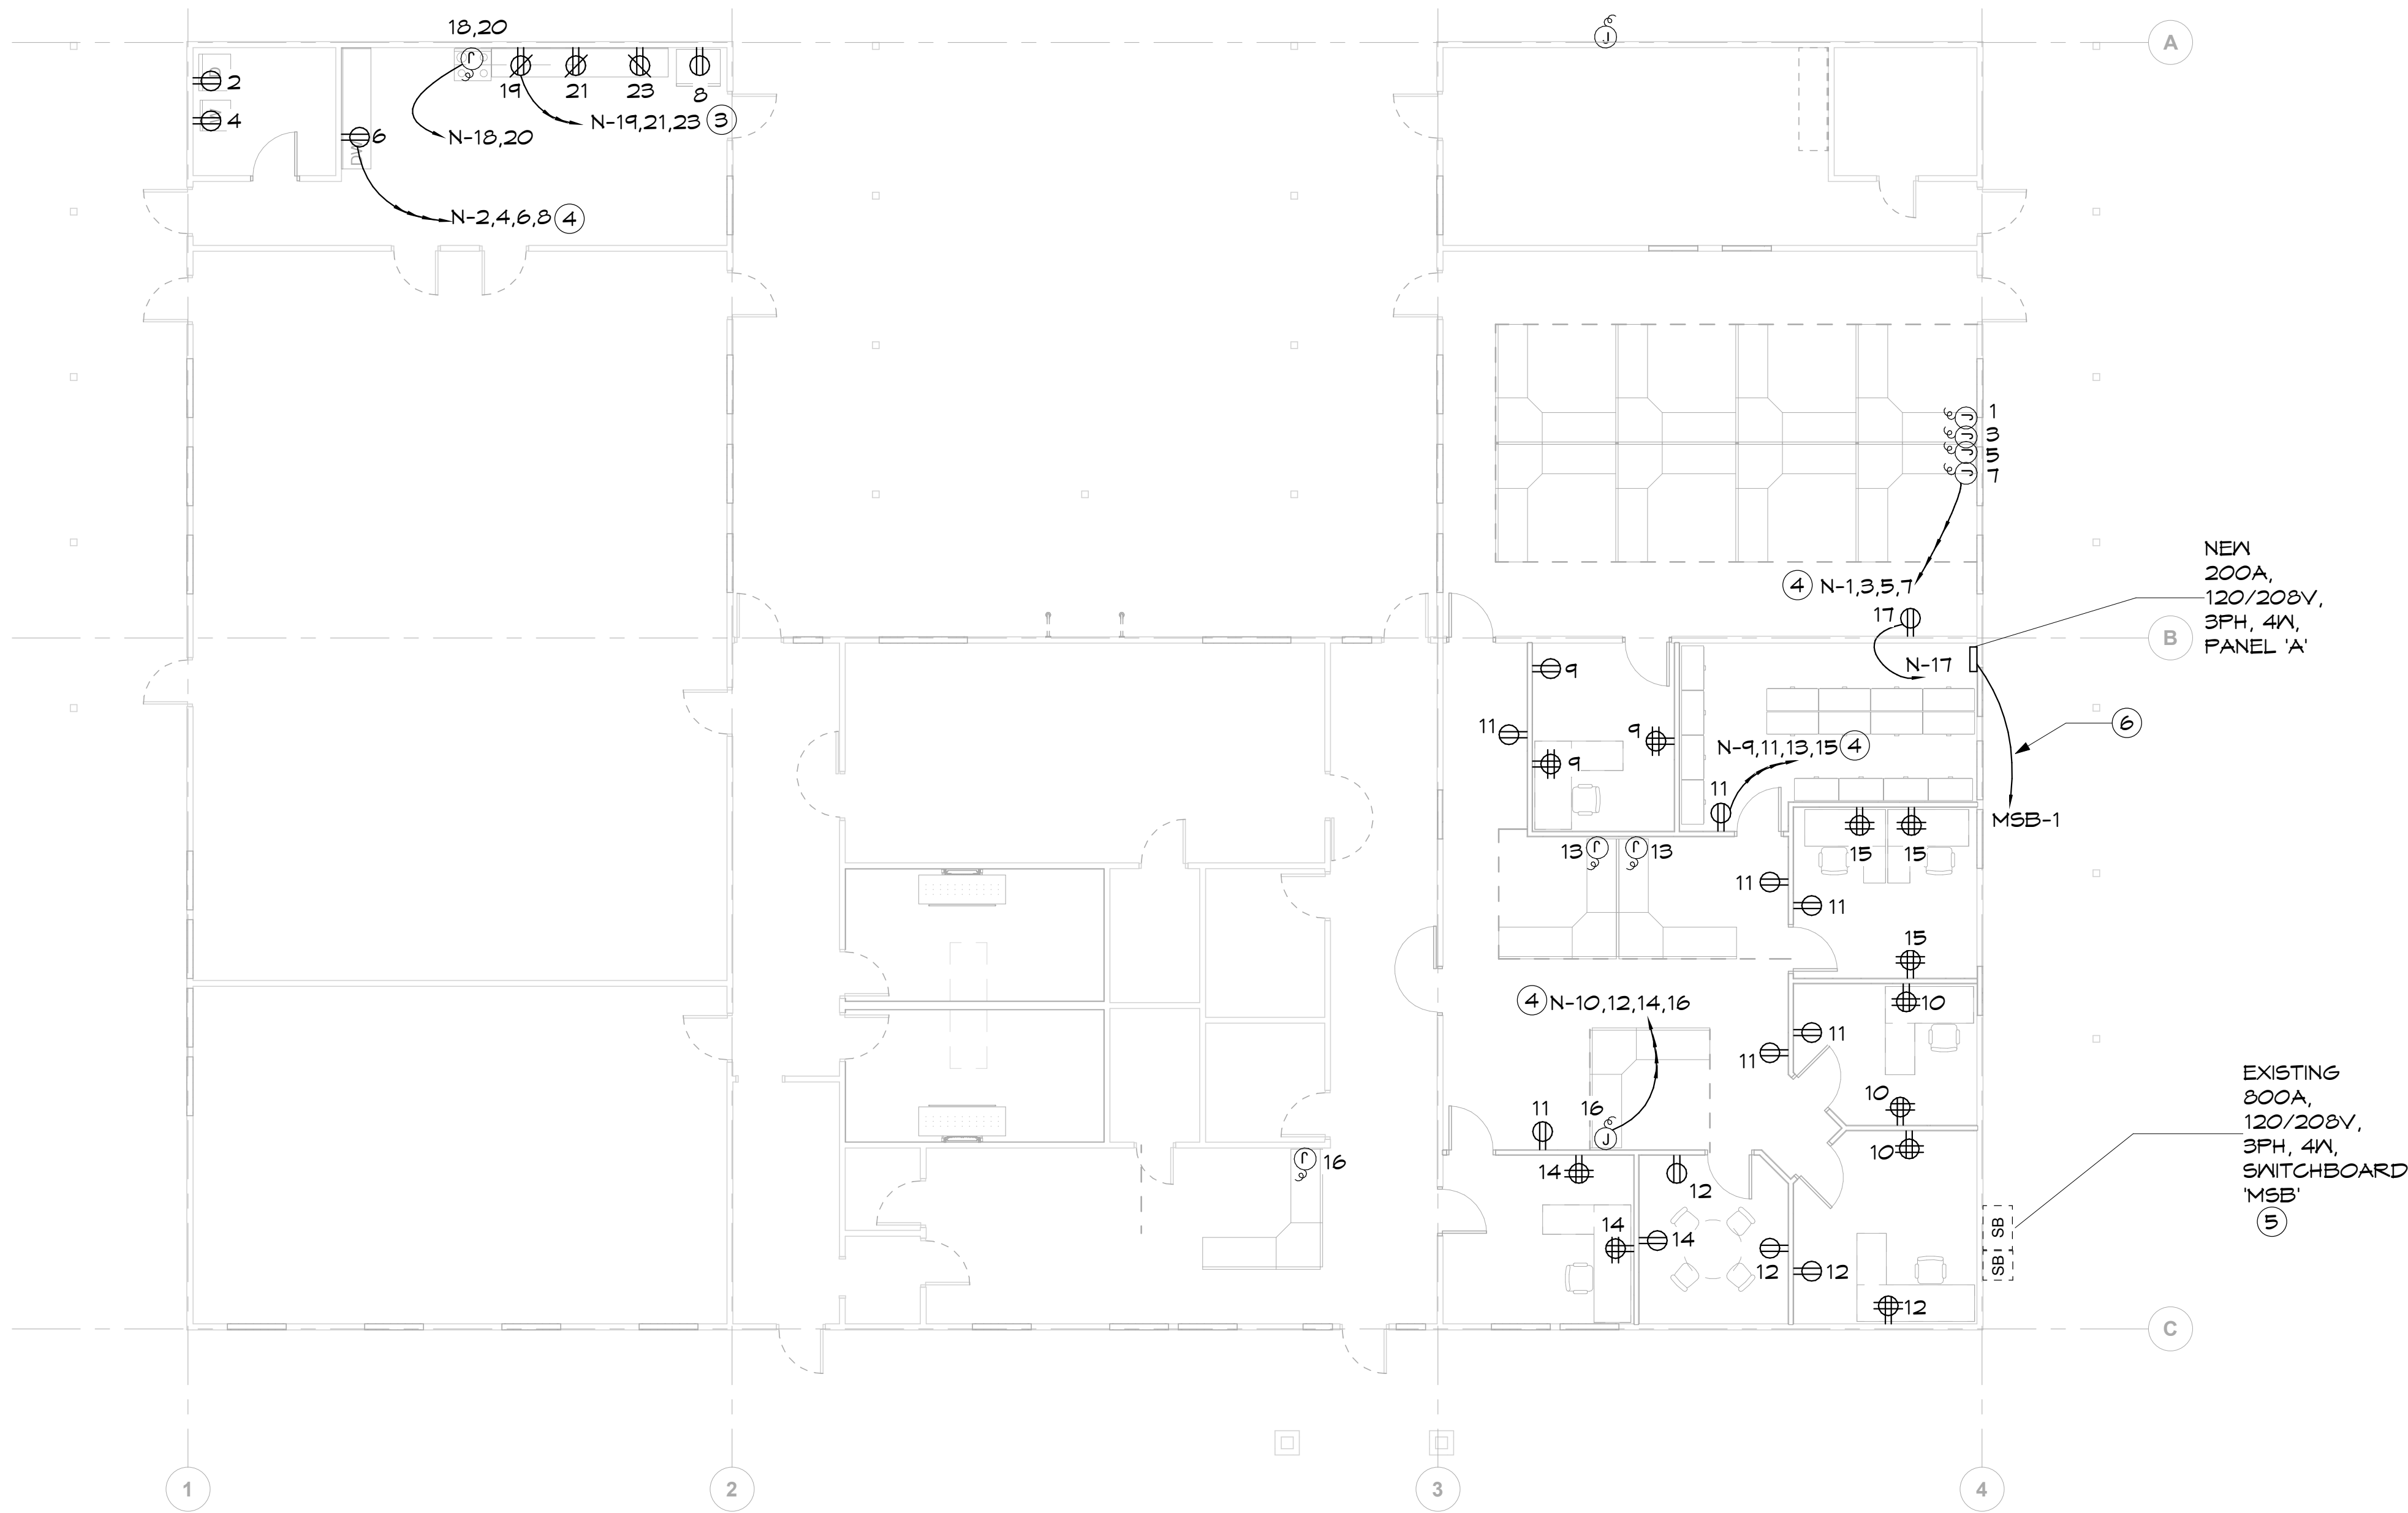 18,20
A
2
19
21
23
8
4
N-19,21,23 3
6
N-18,20
N-2,4,6,8 4
J
J
J 1
J 3
J 5
J 7
NEW
200A,
120/208V,
3PH, 4W,
PANEL 'A'
4 N-1,3,5,7
17
B
N-17
9
11
9
9
6
N-9,11,13,15 4
11
MSB-1
13 J
J 13
15
15
11
11
15
4 N-10,12,14,16
10
11
11
EXISTING
800A,
120/208V,
3PH, 4W,
SWITCHBOARD
'MSB'
5
10
11
16
J
10
J 16
14
12
14
14
12
12
12
SB
SB
C
1
2
3
4